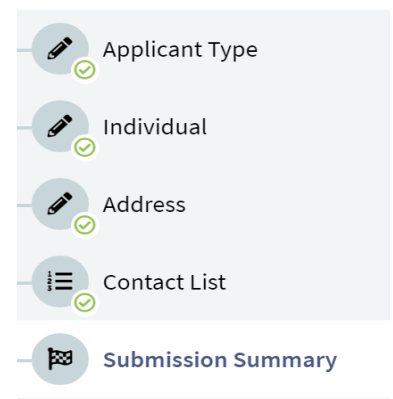 Applicant Type
Individual
Address
Contact List
Submission Summary